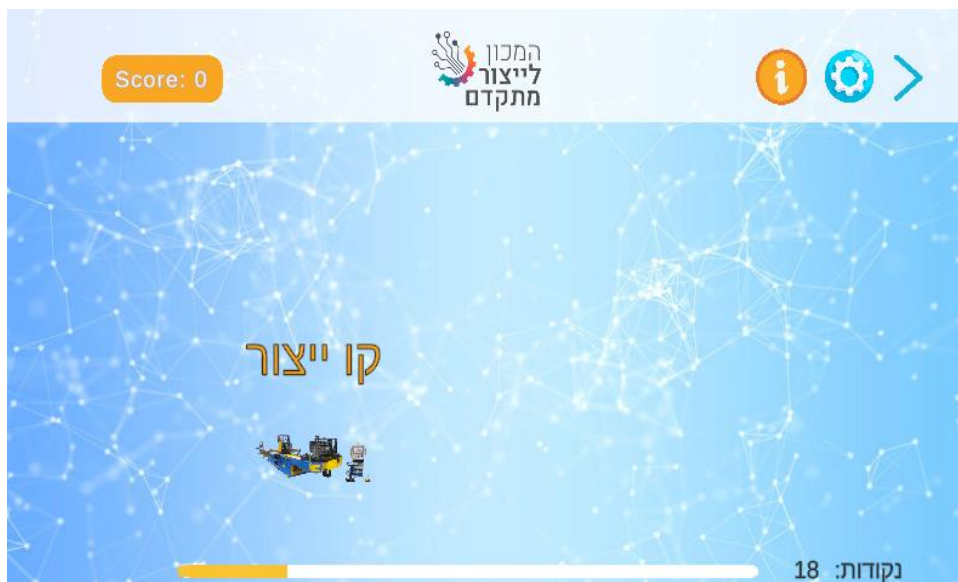 Score: 0
המכון
לייצור
מתקדם
i
קו ייצור
נקודות: 18